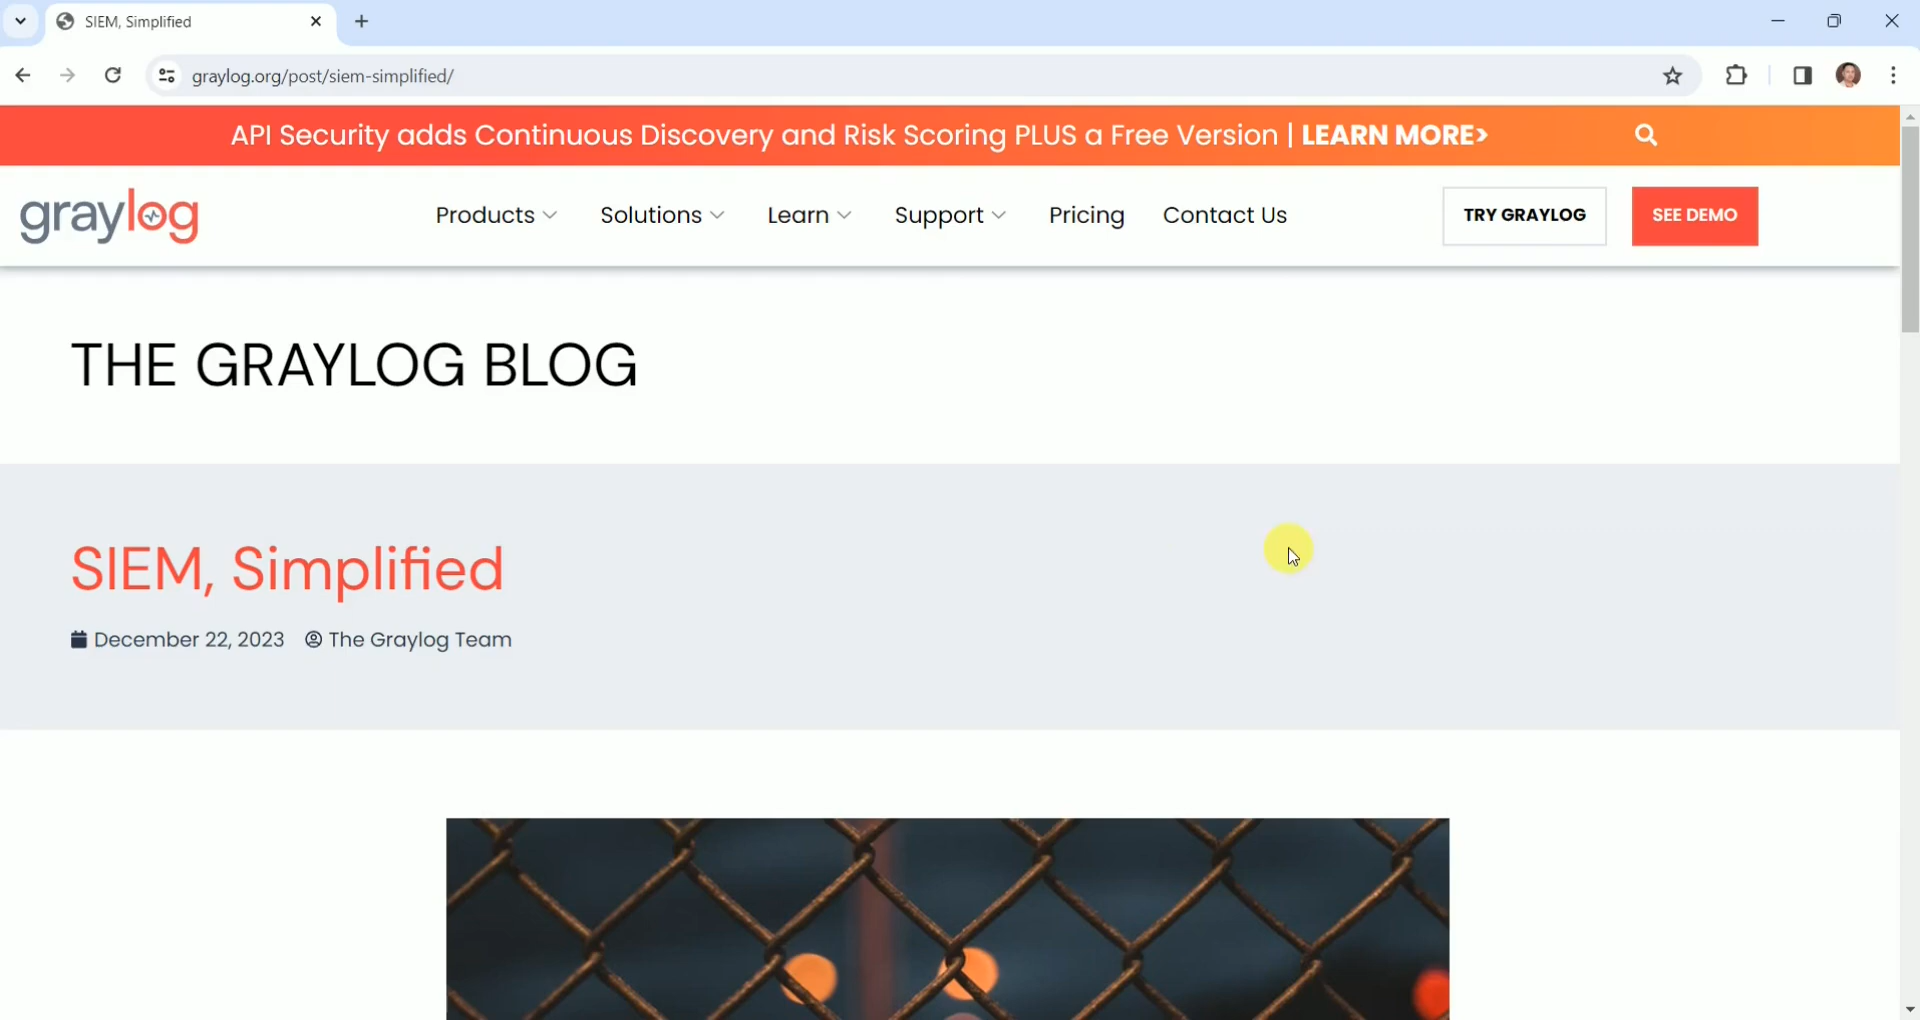 SIEM, Simplified
graylog.org/post/siem-simplified/
API Security adds Continuous Discovery and Risk Scoring PLUS a Free Version | LEARN MORE>
graylog
Products
Solutions
Learn
Support
Pricing
Contact Us
TRY GRAYLOG
SEE DEMO
THE GRAYLOG BLOG
SIEM, Simplified
December 22, 2023 The Graylog Team